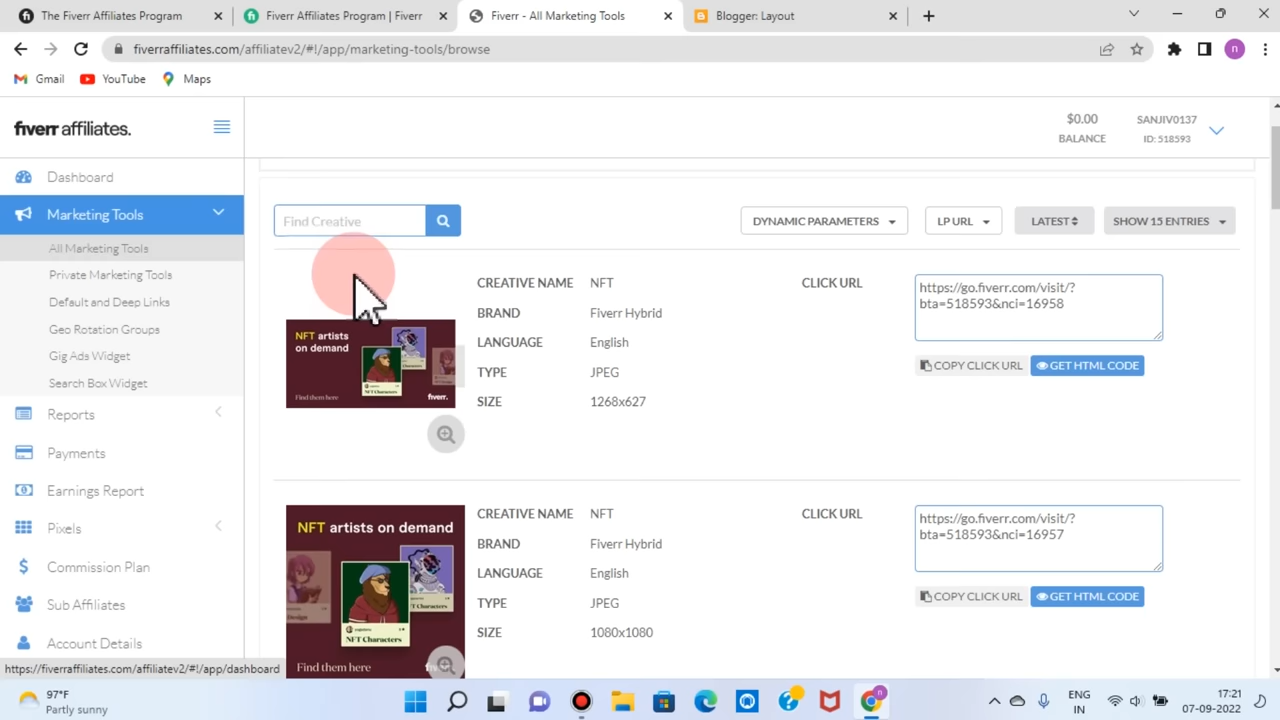 The Affiliates Program
Fiverr Affiliates Program | Fiverr
Fiverr - All Marketing Tools
Blogger: Layout
fiverraffiliates.com/affiliatev2/#!/app/marketing-tools/browse
n
Gmail
YouTube
Maps
fiverr affiliates.
$0.00
BALANCE
SANJIV0137
ID: 518593
Dashboard
Marketing Tools
All Marketing Tools
Private Marketing Tools
Default and Deep Links
Geo Rotation Groups
Gig Ads Widget
Search Box Widget
Reports
Payments
Earnings Report
Pixels
Commission Plan
Sub Affiliates
Account Details
Find Creative
DYNAMIC PARAMETERS
LP URL
LATEST
SHOW 15 ENTRIES
NFT artists
on demand
NFT Characters
Find them here
fiverr.
CREATIVE NAME NFT
BRAND Fiverr Hybrid
LANGUAGE English
TYPE JPEG
SIZE 1268x627
CLICK URL
https://go.fiverr.com/visit/?
bta=518593&nci=16958
COPY CLICK URL
GET HTML CODE
NFT artists on demand
NFT Characters
Find them here
CREATIVE NAME NFT
BRAND Fiverr Hybrid
LANGUAGE English
TYPE JPEG
SIZE 1080x1080
CLICK URL
https://go.fiverr.com/visit/?
bta=518593&nci=16957
COPY CLICK URL
GET HTML CODE
https://fiverraffiliates.com/affiliatev2/#!/app/dashboard
97°F
Partly sunny
ENG
IN
17:21
07-09-2022